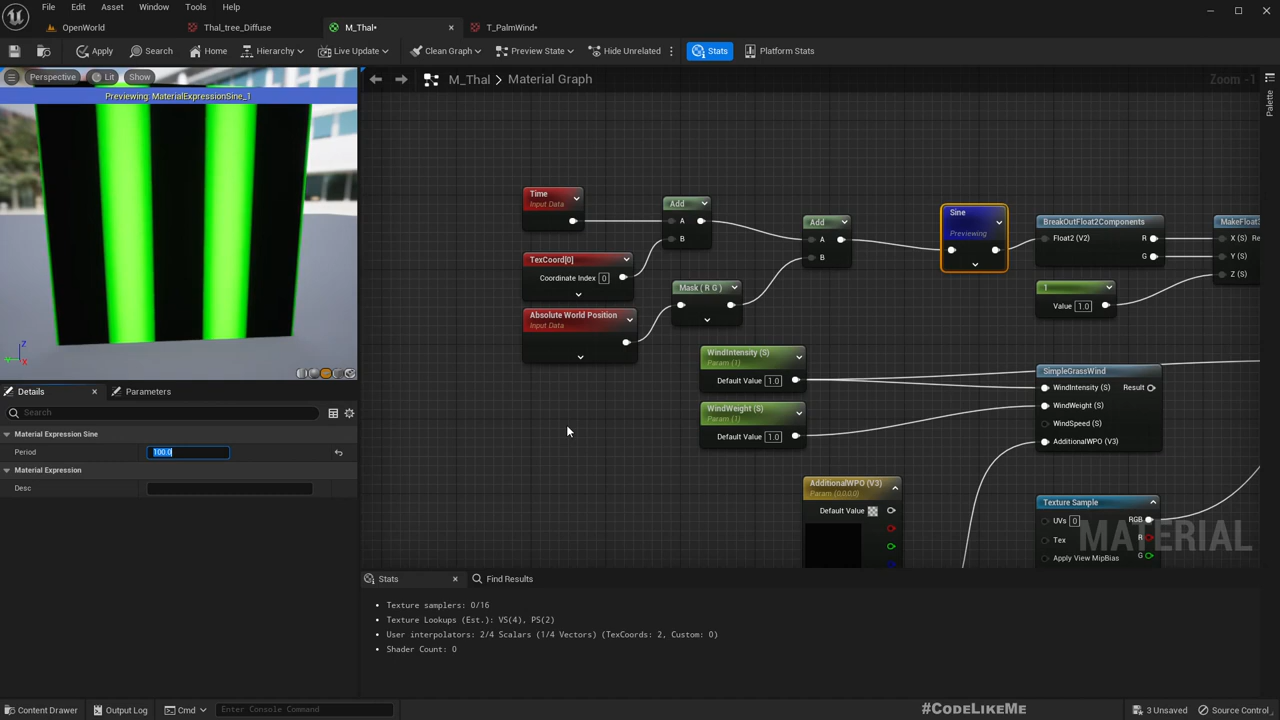 File Edit Asset Window Tools Help
OpenWorld Thal_tree_Diffuse M_Thal• T_PalmWind•
Apply Search Home Hierarchy Live Update Clean Graph Preview State Hide Unrelated Stats Platform Stats
Perspective Lit Show
Previewing: MaterialExpressionSine_1
M_Thal > Material Graph
Zoom -1
Palette
Time
Input Data
Add
A
B
TexCoord[0]
Coordinate Index 0
Absolute World Position
Input Data
Mask ( R G )
Add
A
B
Sine
Previewing
BreakOutFloat2Components
Float2 (V2) R
G
MakeFloat
X (S) Re
Y (S)
Z (S)
1
Value 1.0
WindIntensity (S)
Param (1)
Default Value 1.0
WindWeight (S)
Param (1)
Default Value 1.0
SimpleGrassWind
WindIntensity (S) Result
WindWeight (S)
WindSpeed (S)
AdditionalWPO (V3)
AdditionalWPO (V3)
Param (0,0,0,0)
Default Value
Texture Sample
UVs 0 RGB
Tex R
Apply View MipBias G
MATERIAL
Details Parameters
Search
Material Expression Sine
Period 100.0
Material Expression
Desc
Stats Find Results
• Texture samplers: 0/16
• Texture Lookups (Est.): VS(4), PS(2)
• User interpolators: 2/4 Scalars (1/4 Vectors) (TexCoords: 2, Custom: 0)
• Shader Count: 0
Content Drawer Output Log Cmd Enter Console Command #CodeLikeMe 3 Unsaved Source Control